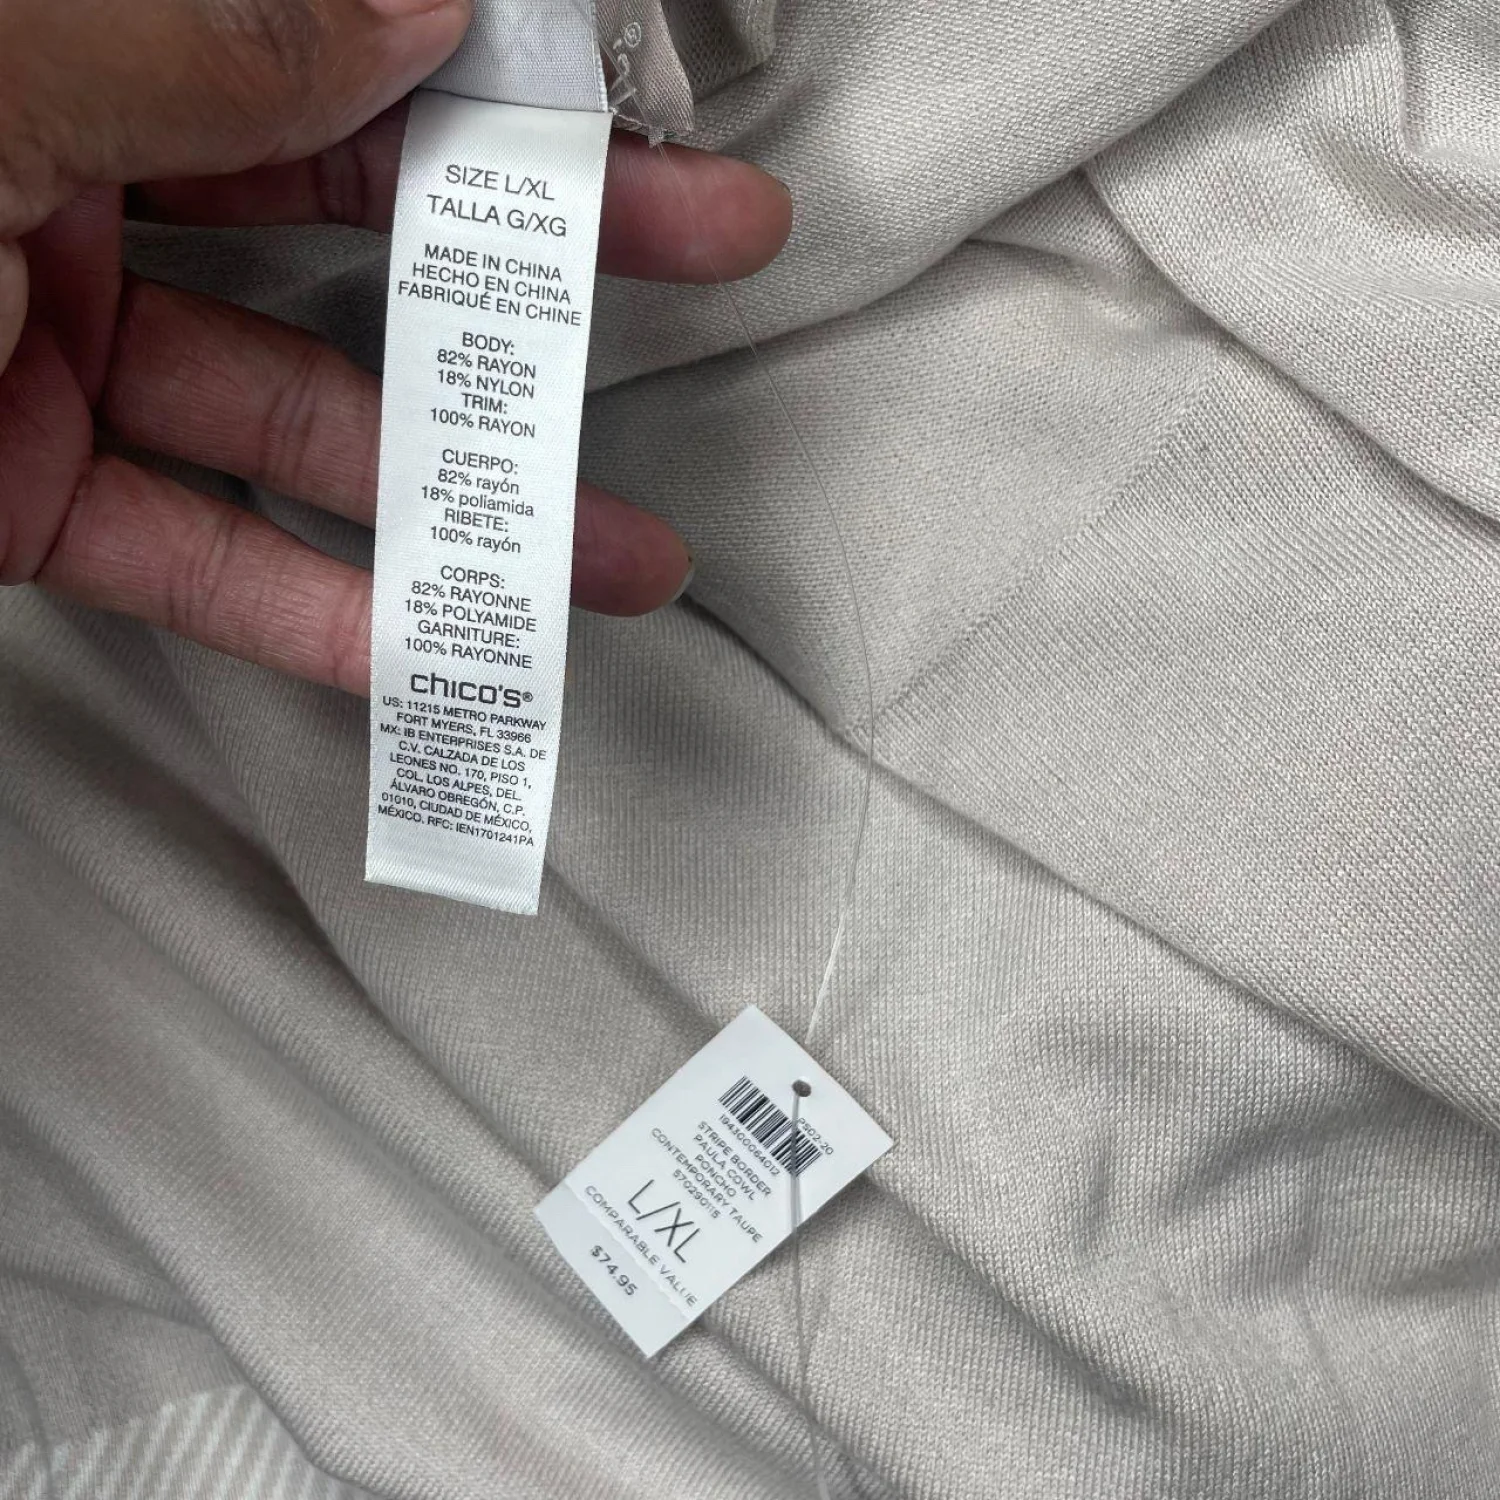 SIZE L/XL
TALLA G/XG
MADE IN CHINA
HECHO EN CHINA
FABRIQUÉ EN CHINE
BODY:
82% RAYON
18% NYLON
TRIM:
100% RAYON
CUERPO:
82% rayón
18% poliamida
RIBETE:
100% rayón
CORPS:
82% RAYONNE
18% POLYAMIDE
GARNITURE:
100% RAYONNE
chico's®
US: 11215 METRO PARKWAY
FORT MYERS, FL 33966
MX: IB ENTERPRISES S.A. DE
C.V. CALZADA DE LOS
LEONES NO. 170, PISO 1,
COL. LOS ALPES, DEL.
ÁLVARO OBREGÓN, C.P.
01010, CIUDAD DE MÉXICO,
MÉXICO. RFC: IEN1701241PA
PS02-20
194300064012
STRIPE BORDER
PAULA COWL
PONCHO
CONTEMPORARY TAUPE
570290115
L/XL
COMPARABLE VALUE
$74.95